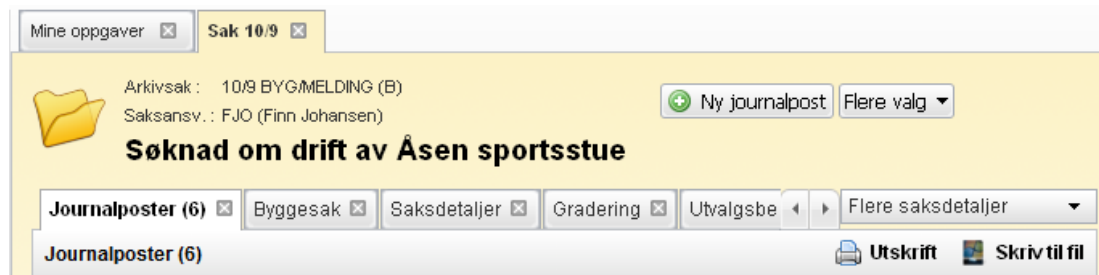 Mine oppgaver Sak 10/9
Arkivsak : 10/9 BYG/MELDING (B)
Saksansv. : FJO (Finn Johansen)
Ny journalpost Flere valg
Søknad om drift av Åsen sportsstue
Journalposter (6) Byggesak Saksdetaljer Gradering Utvalgsbe Flere saksdetaljer
Journalposter (6) Utskrift Skriv til fil